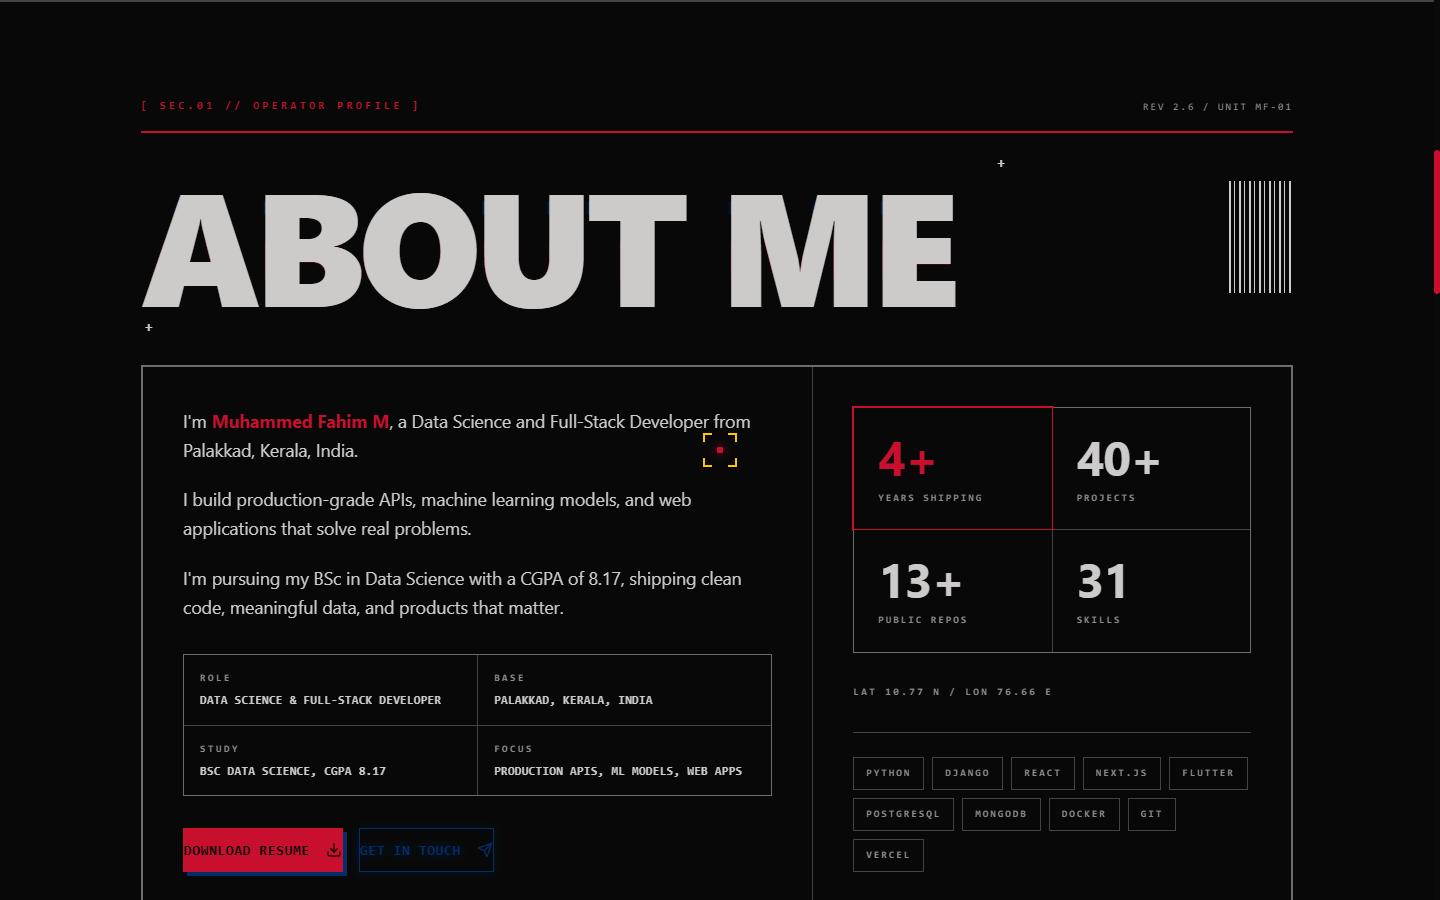 [ SEC.01 // OPERATOR PROFILE ]
REV 2.6 / UNIT MF-01
ABOUT ME
I'm Muhammed Fahim M, a Data Science and Full-Stack Developer from
Palakkad, Kerala, India.
I build production-grade APIs, machine learning models, and web
applications that solve real problems.
I'm pursuing my BSc in Data Science with a CGPA of 8.17, shipping clean
code, meaningful data, and products that matter.
ROLE
DATA SCIENCE & FULL-STACK DEVELOPER
BASE
PALAKKAD, KERALA, INDIA
STUDY
BSC DATA SCIENCE, CGPA 8.17
FOCUS
PRODUCTION APIS, ML MODELS, WEB APPS
DOWNLOAD RESUME
GET IN TOUCH
4+
YEARS SHIPPING
40+
PROJECTS
13+
PUBLIC REPOS
31
SKILLS
LAT 10.77 N / LON 76.66 E
PYTHON DJANGO REACT NEXT.JS FLUTTER
POSTGRESQL MONGODB DOCKER GIT
VERCEL